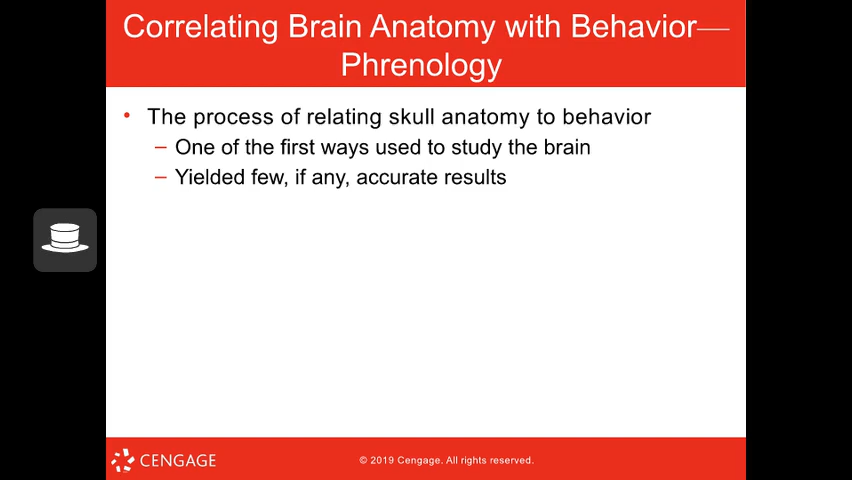 Correlating Brain Anatomy with Behavior—
Phrenology
• The process of relating skull anatomy to behavior
– One of the first ways used to study the brain
– Yielded few, if any, accurate results
CENGAGE
© 2019 Cengage. All rights reserved.